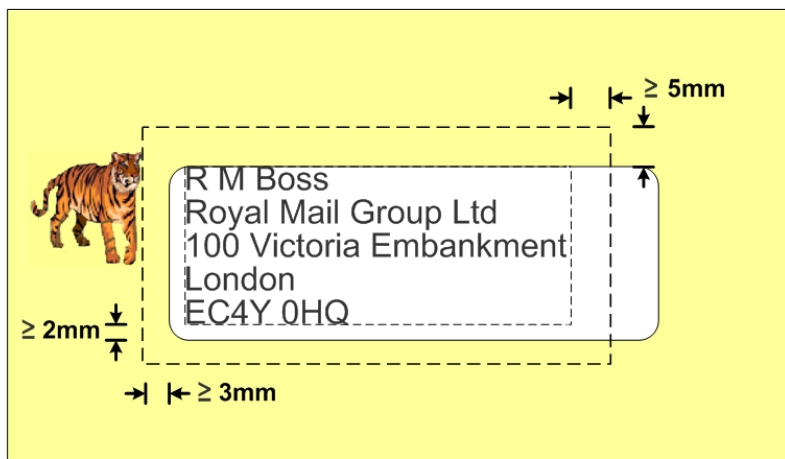 ≥ 5mm
R M Boss
Royal Mail Group Ltd
100 Victoria Embankment
London
EC4Y 0HQ
≥ 2mm
≥ 3mm